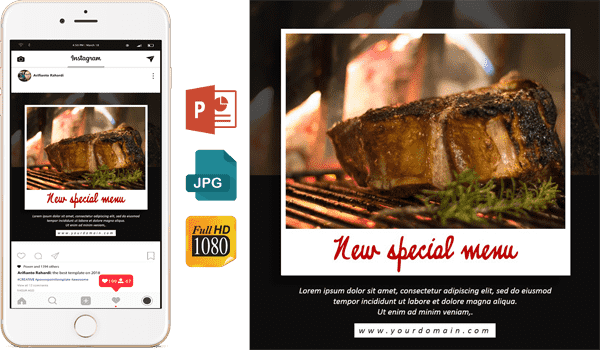 Instagram
Arifianto Rahardi
New special menu
Lorem ipsum dolor sit amet, consectetur adipiscing elit, sed do eiusmod
tempor incididunt ut labore et dolore magna aliqua.
Ut enim ad minim veniam,.
www.yourdomain.com
Arifianto Rahardi the best template on 2018
P
JPG
Full HD
1080
New special menu
Lorem ipsum dolor sit amet, consectetur adipiscing elit, sed do eiusmod
tempor incididunt ut labore et dolore magna aliqua.
Ut enim ad minim veniam,.
www.yourdomain.com